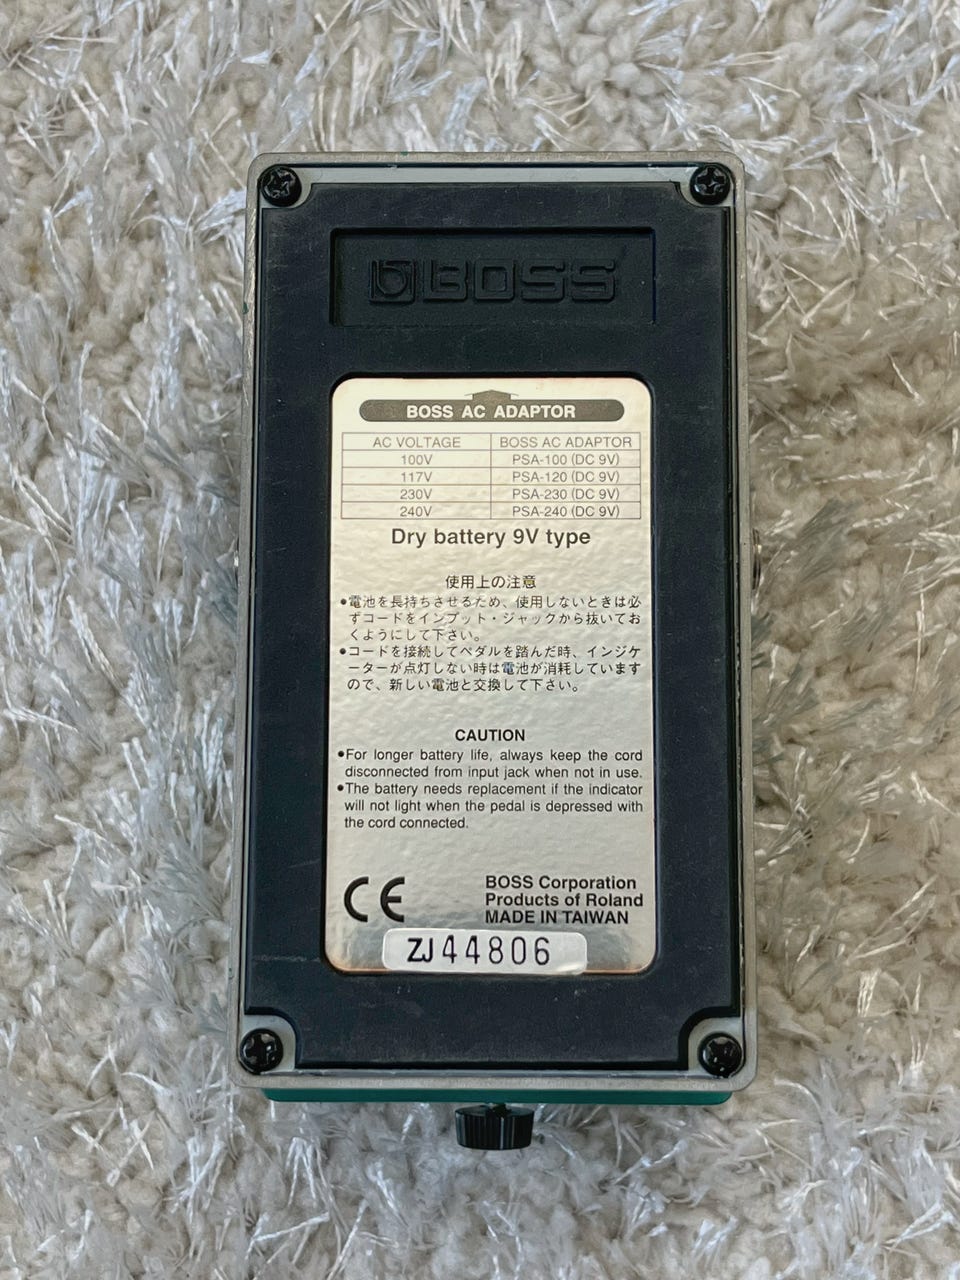 BOSS
BOSS AC ADAPTOR
AC VOLTAGE BOSS AC ADAPTOR
100V PSA-100 (DC 9V)
117V PSA-120 (DC 9V)
230V PSA-230 (DC 9V)
240V PSA-240 (DC 9V)
Dry battery 9V type
使用上の注意
●電池を長持ちさせるため、使用しないときは必
ずコードをインプット・ジャックから抜いてお
くようにして下さい。
●コードを接続してペダルを踏んだ時、インジケ
ーターが点灯しない時は電池が消耗しています
ので、新しい電池と交換して下さい。
CAUTION
●For longer battery life, always keep the cord
disconnected from input jack when not in use.
●The battery needs replacement if the indicator
will not light when the pedal is depressed with
the cord connected.
CE
BOSS Corporation
Products of Roland
MADE IN TAIWAN
ZJ44806